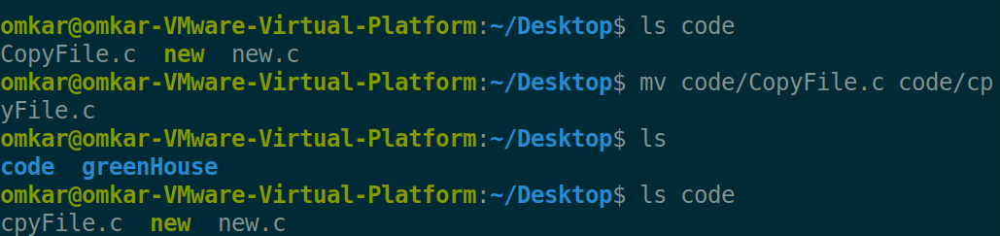 omkar@omkar-VMware-Virtual-Platform:~/Desktop$ ls code
CopyFile.c  new  new.c
omkar@omkar-VMware-Virtual-Platform:~/Desktop$ mv code/CopyFile.c code/cp
yFile.c
omkar@omkar-VMware-Virtual-Platform:~/Desktop$ ls
code  greenHouse
omkar@omkar-VMware-Virtual-Platform:~/Desktop$ ls code
cpyFile.c  new  new.c